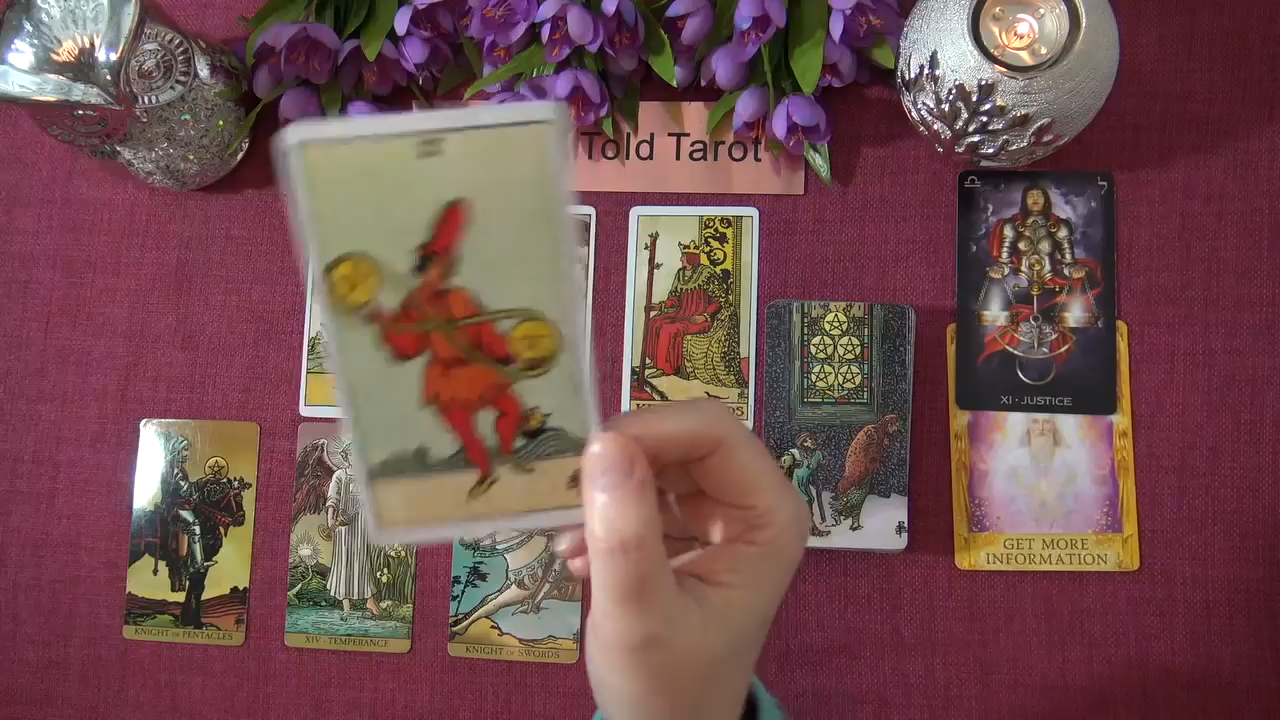 Told Tarot
XI · JUSTICE
GET MORE
INFORMATION
KNIGHT OF PENTACLES
XIV - TEMPERANCE
KNIGHT OF SWORDS